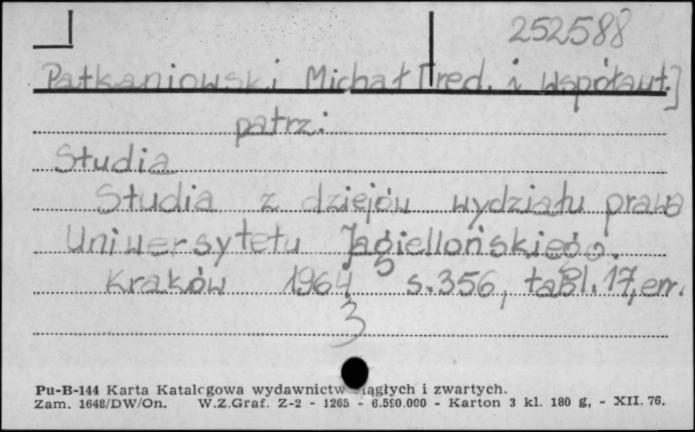 252588
Patkaniowski Michał [red. i współaut.]
patrz:
Studia
Studia z dziejów wydziału prawa
Uniwersytetu Jagiellońskiego.
Kraków 1964 s.356, tabl.17, err.
3
Pu-B-144 Karta Katalogowa wydawnictw ciągłych i zwartych.
Zam. 1648/DW/On. W.Z.Graf. Z-2 - 1265 - 6.590.000 - Karton 3 kl. 180 g, - XII. 76.